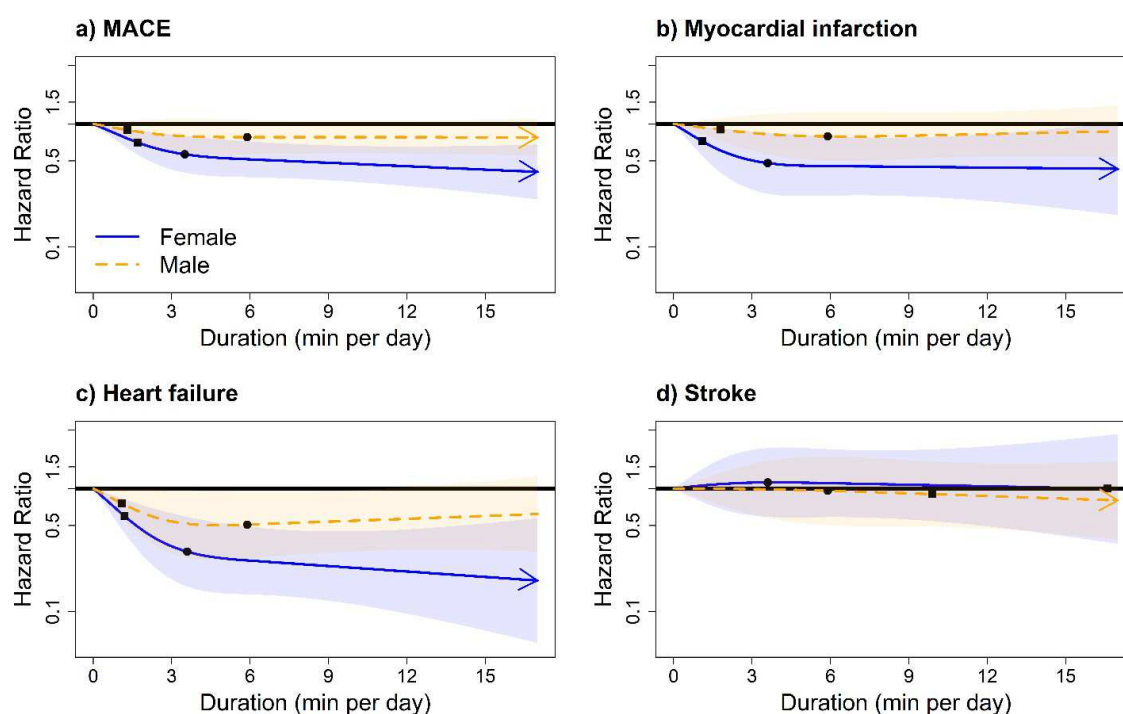 a) MACE
Hazard Ratio
1.5
0.5
0.1
Female
Male
0 3 6 9 12 15
Duration (min per day)
b) Myocardial infarction
Hazard Ratio
1.5
0.5
0.1
0 3 6 9 12 15
Duration (min per day)
c) Heart failure
Hazard Ratio
1.5
0.5
0.1
0 3 6 9 12 15
Duration (min per day)
d) Stroke
Hazard Ratio
1.5
0.5
0.1
0 3 6 9 12 15
Duration (min per day)